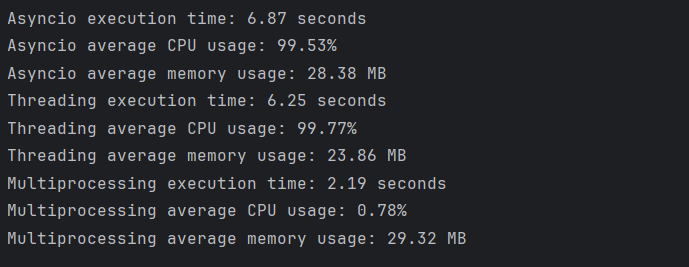 Asyncio execution time: 6.87 seconds
Asyncio average CPU usage: 99.53%
Asyncio average memory usage: 28.38 MB
Threading execution time: 6.25 seconds
Threading average CPU usage: 99.77%
Threading average memory usage: 23.86 MB
Multiprocessing execution time: 2.19 seconds
Multiprocessing average CPU usage: 0.78%
Multiprocessing average memory usage: 29.32 MB